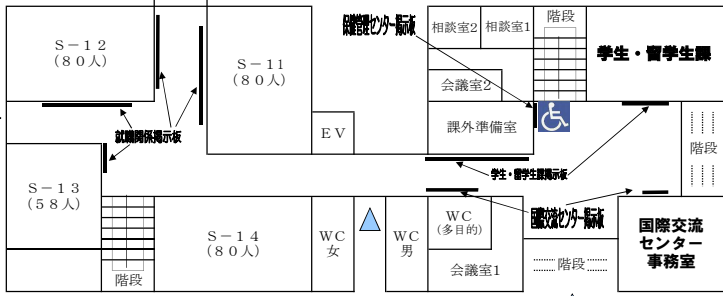 S-12
(80人)
S-11
(80人)
保健管理センター掲示板
相談室2
相談室1
階段
学生・留学生課
会議室2
就職関係掲示板
EV
課外準備室
階段
学生・留学生課掲示板
S-13
(58人)
国際交流センター掲示板
S-14
(80人)
WC
女
WC
男
WC
(多目的)
国際交流
センター
事務室
階段
会議室1
階段